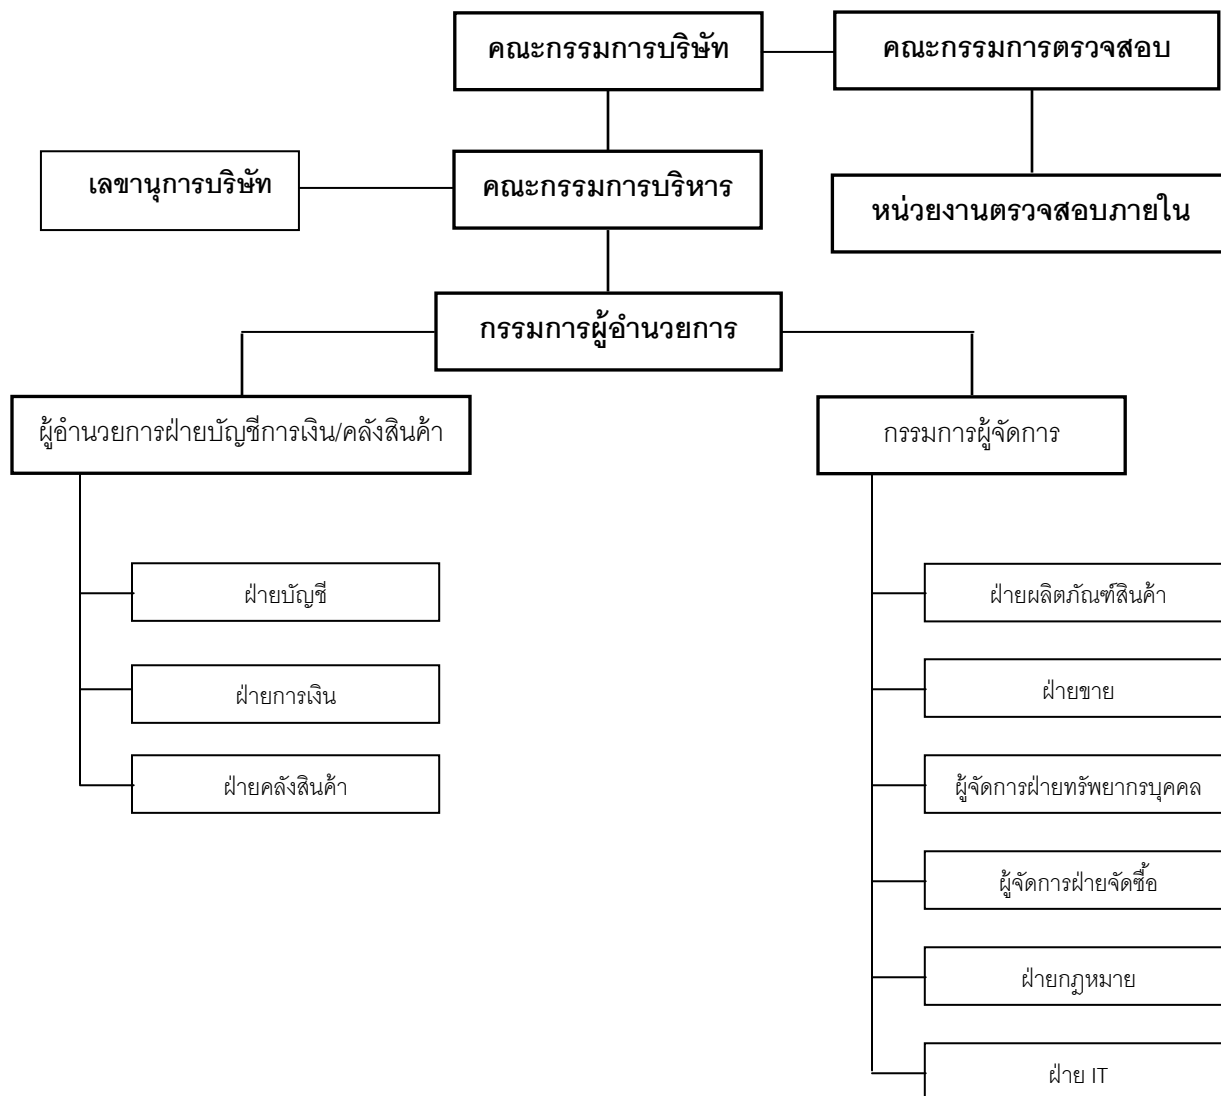 คณะกรรมการบริษัท
คณะกรรมการตรวจสอบ
เลขานุการบริษัท
คณะกรรมการบริหาร
หน่วยงานตรวจสอบภายใน
กรรมการผู้อำนวยการ
ผู้อำนวยการฝ่ายบัญชีการเงิน/คลังสินค้า
กรรมการผู้จัดการ
ฝ่ายบัญชี
ฝ่ายการเงิน
ฝ่ายคลังสินค้า
ฝ่ายผลิตภัณฑ์สินค้า
ฝ่ายขาย
ผู้จัดการฝ่ายทรัพยากรบุคคล
ผู้จัดการฝ่ายจัดซื้อ
ฝ่ายกฎหมาย
ฝ่าย IT